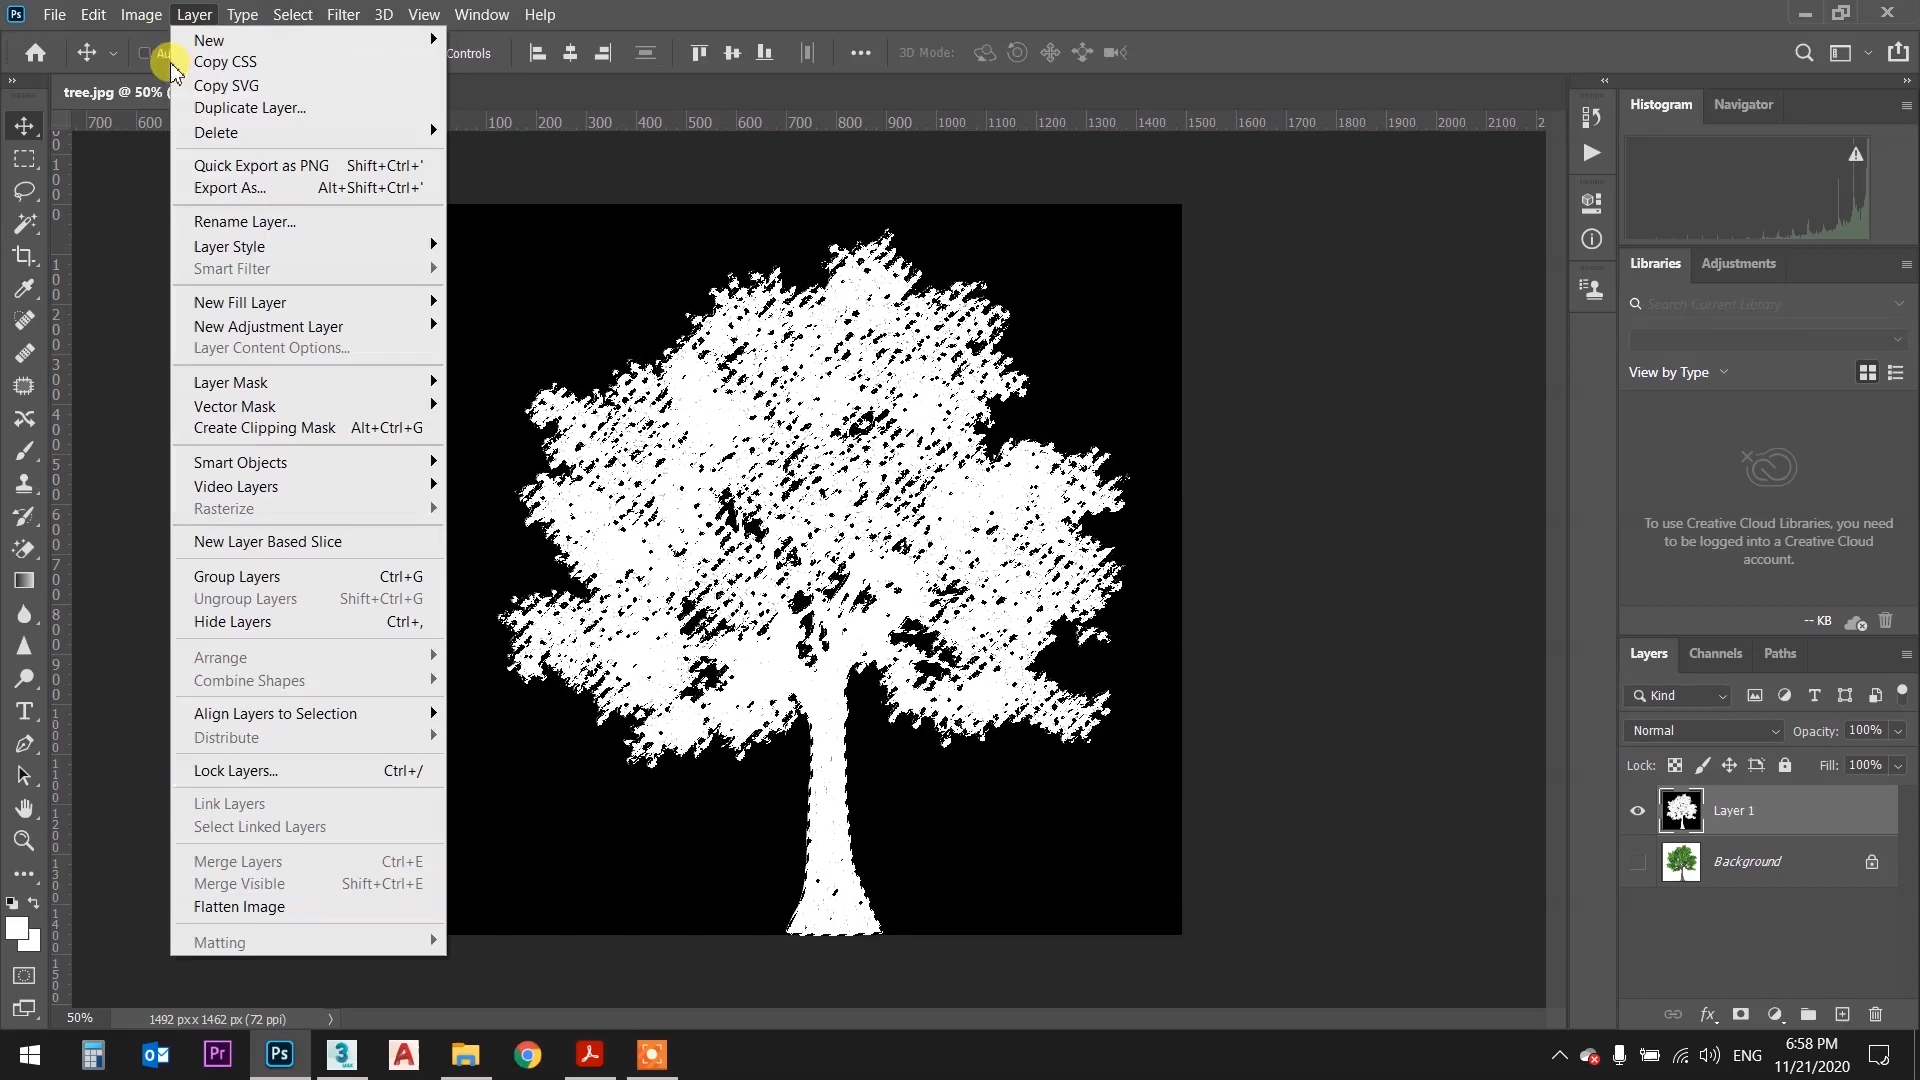 Ps File Edit Image Layer Type Select Filter 3D View Window Help
Controls
3D Mode:
tree.jpg @ 50% (
700 600 100 200 300 400 500 600 700 800 900 1000 1100 1200 1300 1400 1500 1600 1700 1800 1900 2000 2100 2
New
Copy CSS
Copy SVG
Duplicate Layer...
Delete
Quick Export as PNG Shift+Ctrl+'
Export As... Alt+Shift+Ctrl+'
Rename Layer...
Layer Style
Smart Filter
New Fill Layer
New Adjustment Layer
Layer Content Options...
Layer Mask
Vector Mask
Create Clipping Mask Alt+Ctrl+G
Smart Objects
Video Layers
Rasterize
New Layer Based Slice
Group Layers Ctrl+G
Ungroup Layers Shift+Ctrl+G
Hide Layers Ctrl+,
Arrange
Combine Shapes
Align Layers to Selection
Distribute
Lock Layers... Ctrl+/
Link Layers
Select Linked Layers
Merge Layers Ctrl+E
Merge Visible Shift+Ctrl+E
Flatten Image
Matting
Histogram Navigator
Libraries Adjustments
Search Current Library
View by Type
To use Creative Cloud Libraries, you need
to be logged into a Creative Cloud
account.
-- KB
Layers Channels Paths
Kind
Normal Opacity: 100%
Lock: Fill: 100%
Layer 1
Background
50% 1492 px x 1462 px (72 ppi)
Pr Ps 3 A
ENG
6:58 PM
11/21/2020